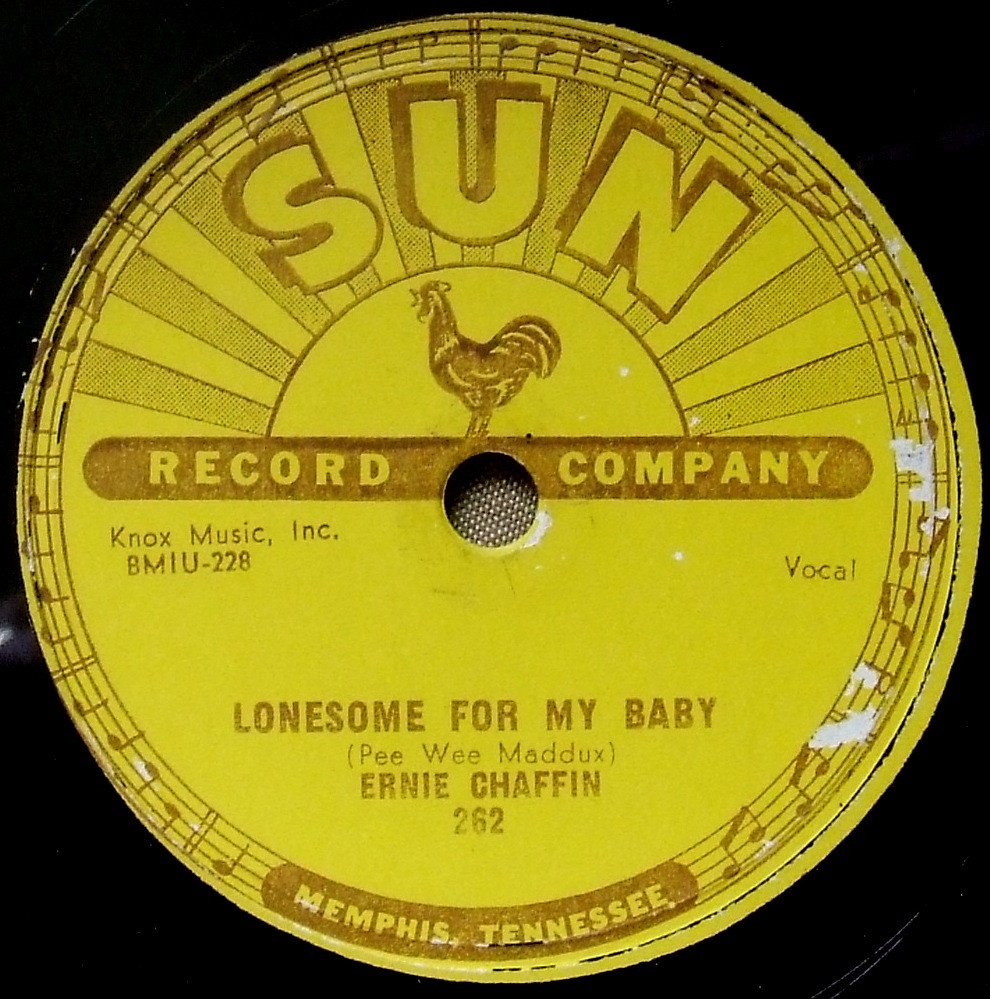 SUN
RECORD COMPANY
Knox Music, Inc.
BMIU-228
Vocal
LONESOME FOR MY BABY
(Pee Wee Maddux)
ERNIE CHAFFIN
262
MEMPHIS, TENNESSEE.